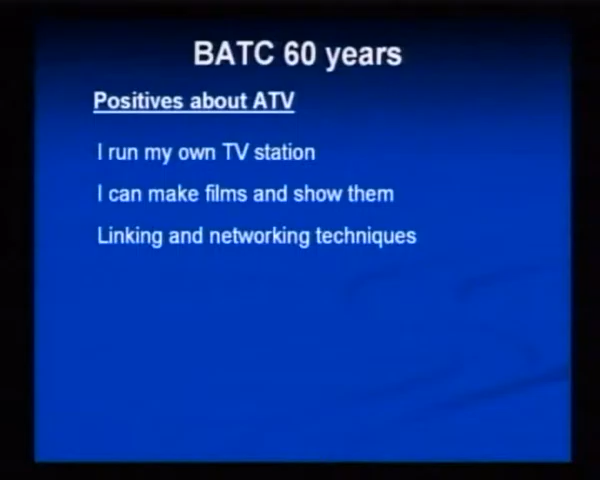 BATC 60 years
Positives about ATV
I run my own TV station
I can make films and show them
Linking and networking techniques